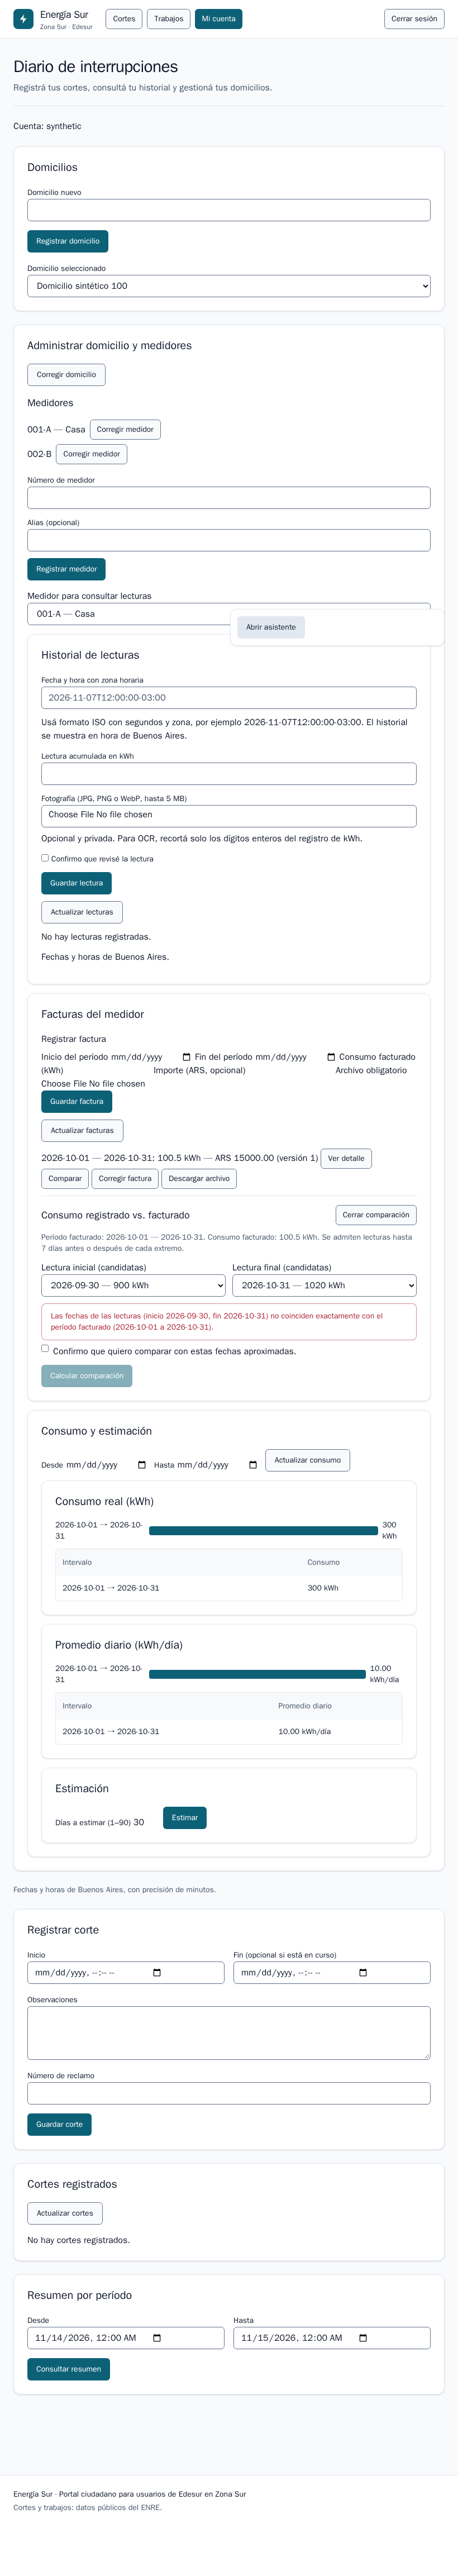 Energía Sur
Zona Sur · Edesur
Cortes
Trabajos
Mi cuenta
Cerrar sesión
Diario de interrupciones
Registrá tus cortes, consultá tu historial y gestioná tus domicilios.
Cuenta: synthetic
Domicilios
Domicilio nuevo
Registrar domicilio
Domicilio seleccionado
Domicilio sintético 100
Administrar domicilio y medidores
Corregir domicilio
Medidores
001-A — Casa Corregir medidor
002-B Corregir medidor
Número de medidor
Alias (opcional)
Registrar medidor
Medidor para consultar lecturas
001-A — Casa
Abrir asistente
Historial de lecturas
Fecha y hora con zona horaria
2026-11-07T12:00:00-03:00
Usá formato ISO con segundos y zona, por ejemplo 2026-11-07T12:00:00-03:00. El historial
se muestra en hora de Buenos Aires.
Lectura acumulada en kWh
Fotografía (JPG, PNG o WebP, hasta 5 MB)
Choose File No file chosen
Opcional y privada. Para OCR, recortá solo los dígitos enteros del registro de kWh.
Confirmo que revisé la lectura
Guardar lectura
Actualizar lecturas
No hay lecturas registradas.
Fechas y horas de Buenos Aires.
Facturas del medidor
Registrar factura
Inicio del período mm/dd/yyyy Fin del período mm/dd/yyyy Consumo facturado
(kWh) Importe (ARS, opcional) Archivo obligatorio
Choose File No file chosen
Guardar factura
Actualizar facturas
2026-10-01 — 2026-10-31: 100.5 kWh — ARS 15000.00 (versión 1) Ver detalle
Comparar Corregir factura Descargar archivo
Consumo registrado vs. facturado
Cerrar comparación
Período facturado: 2026-10-01 — 2026-10-31. Consumo facturado: 100.5 kWh. Se admiten lecturas hasta
7 días antes o después de cada extremo.
Lectura inicial (candidatas) Lectura final (candidatas)
2026-09-30 — 900 kWh 2026-10-31 — 1020 kWh
Las fechas de las lecturas (inicio 2026-09-30, fin 2026-10-31) no coinciden exactamente con el
período facturado (2026-10-01 a 2026-10-31).
Confirmo que quiero comparar con estas fechas aproximadas.
Calcular comparación
Consumo y estimación
Desde mm/dd/yyyy Hasta mm/dd/yyyy Actualizar consumo
Consumo real (kWh)
2026-10-01 → 2026-10-
31
300
kWh
Intervalo Consumo
2026-10-01 → 2026-10-31 300 kWh
Promedio diario (kWh/día)
2026-10-01 → 2026-10-
31
10.00
kWh/día
Intervalo Promedio diario
2026-10-01 → 2026-10-31 10.00 kWh/día
Estimación
Días a estimar (1–90) 30 Estimar
Fechas y horas de Buenos Aires, con precisión de minutos.
Registrar corte
Inicio Fin (opcional si está en curso)
mm/dd/yyyy, --:-- -- mm/dd/yyyy, --:-- --
Observaciones
Número de reclamo
Guardar corte
Cortes registrados
Actualizar cortes
No hay cortes registrados.
Resumen por período
Desde Hasta
11/14/2026, 12:00 AM 11/15/2026, 12:00 AM
Consultar resumen
Energía Sur · Portal ciudadano para usuarios de Edesur en Zona Sur
Cortes y trabajos: datos públicos del ENRE.